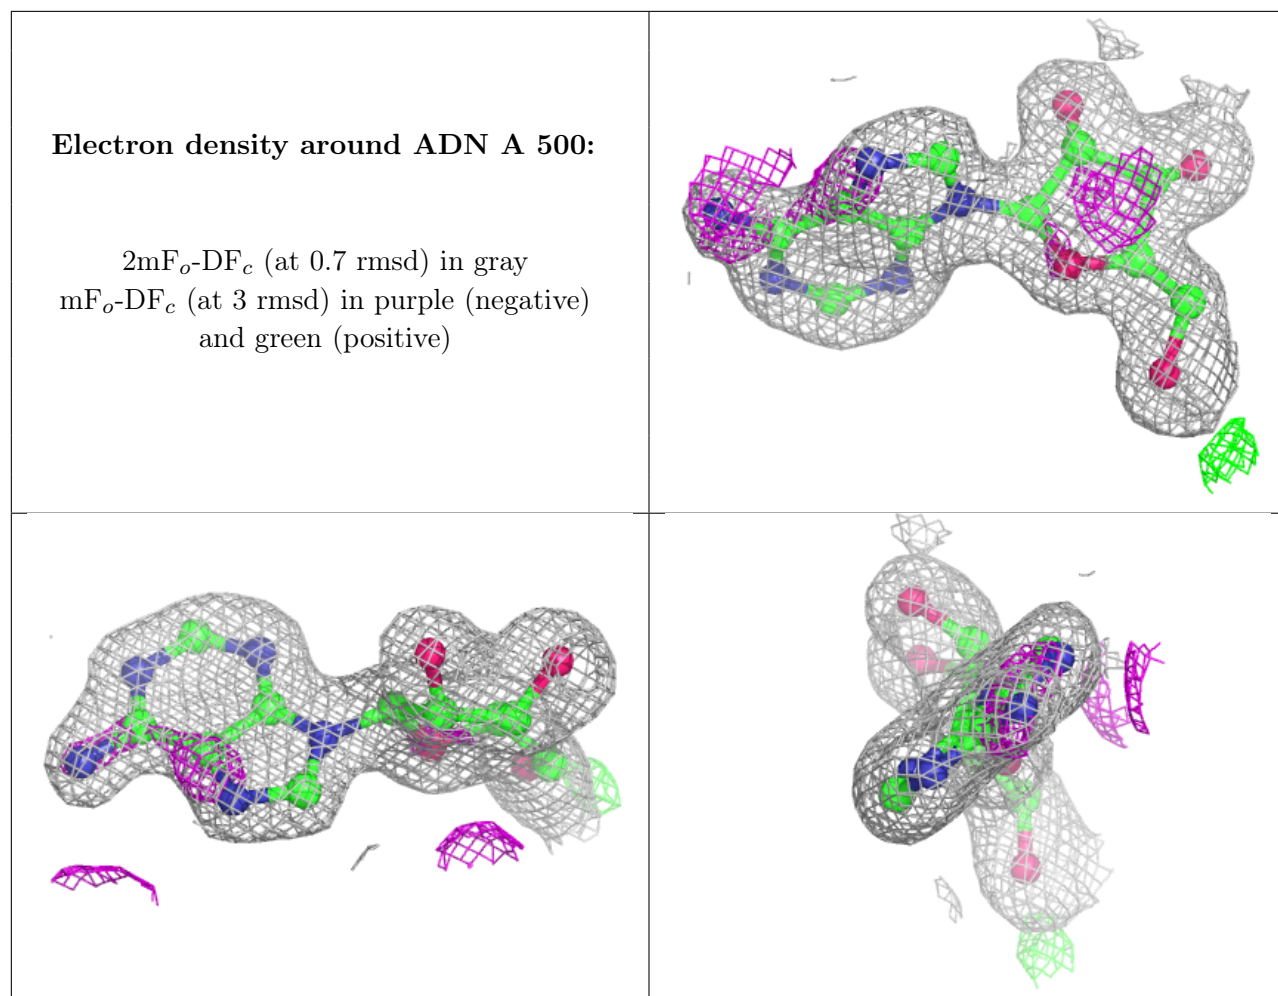 Electron density around ADN A 500:
2mFₒ-DF𝒸 (at 0.7 rmsd) in gray
mFₒ-DF𝒸 (at 3 rmsd) in purple (negative)
and green (positive)